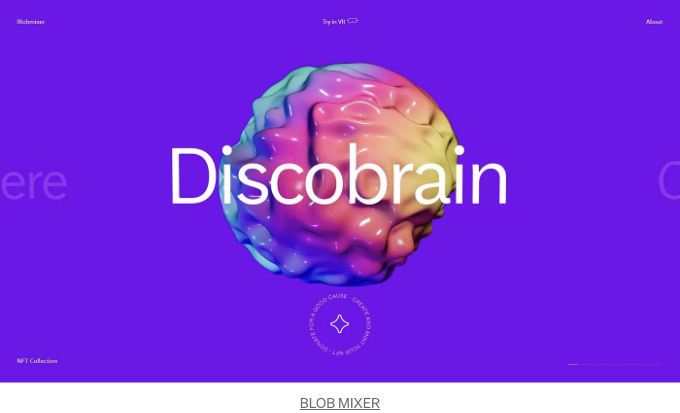 Blobmixer
Try in VR
About
ere
Discobrain
C
DONATE FOR A GOOD CAUSE · CREATE AND MINT YOUR NFT ·
NFT Collection
BLOB MIXER